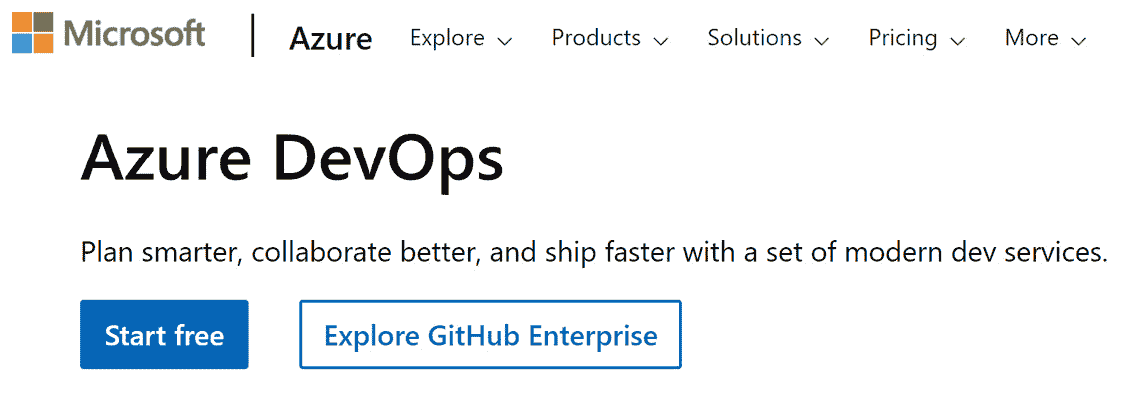 Microsoft Azure Explore Products Solutions Pricing More
Azure DevOps
Plan smarter, collaborate better, and ship faster with a set of modern dev services.
Start free Explore GitHub Enterprise